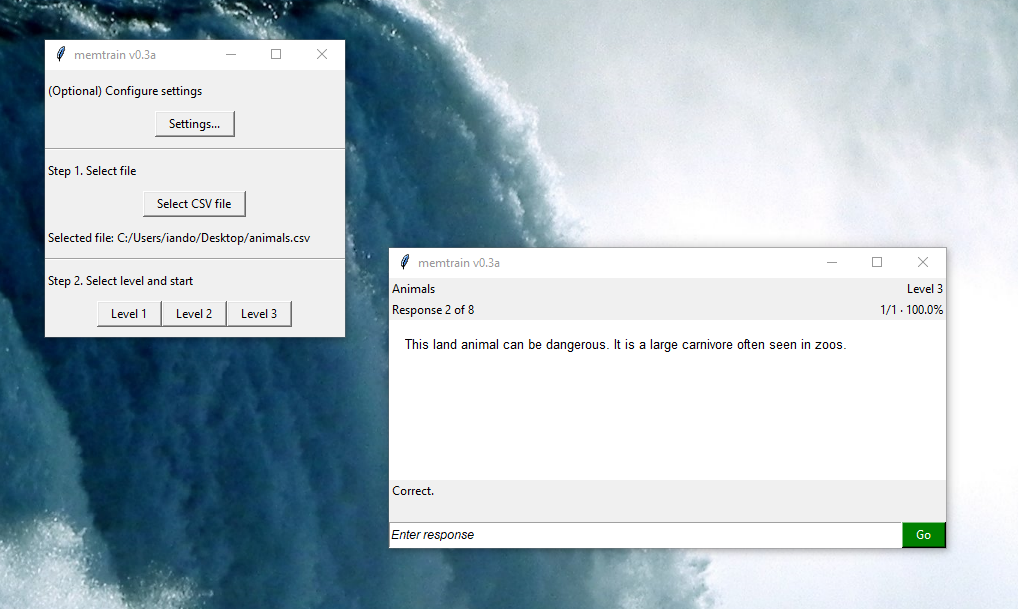 memtrain v0.3a
(Optional) Configure settings
Settings...
Step 1. Select file
Select CSV file
Selected file: C:/Users/iando/Desktop/animals.csv
Step 2. Select level and start
Level 1 Level 2 Level 3
memtrain v0.3a
Animals Level 3
Response 2 of 8 1/1 · 100.0%
This land animal can be dangerous. It is a large carnivore often seen in zoos.
Correct.
Enter response Go